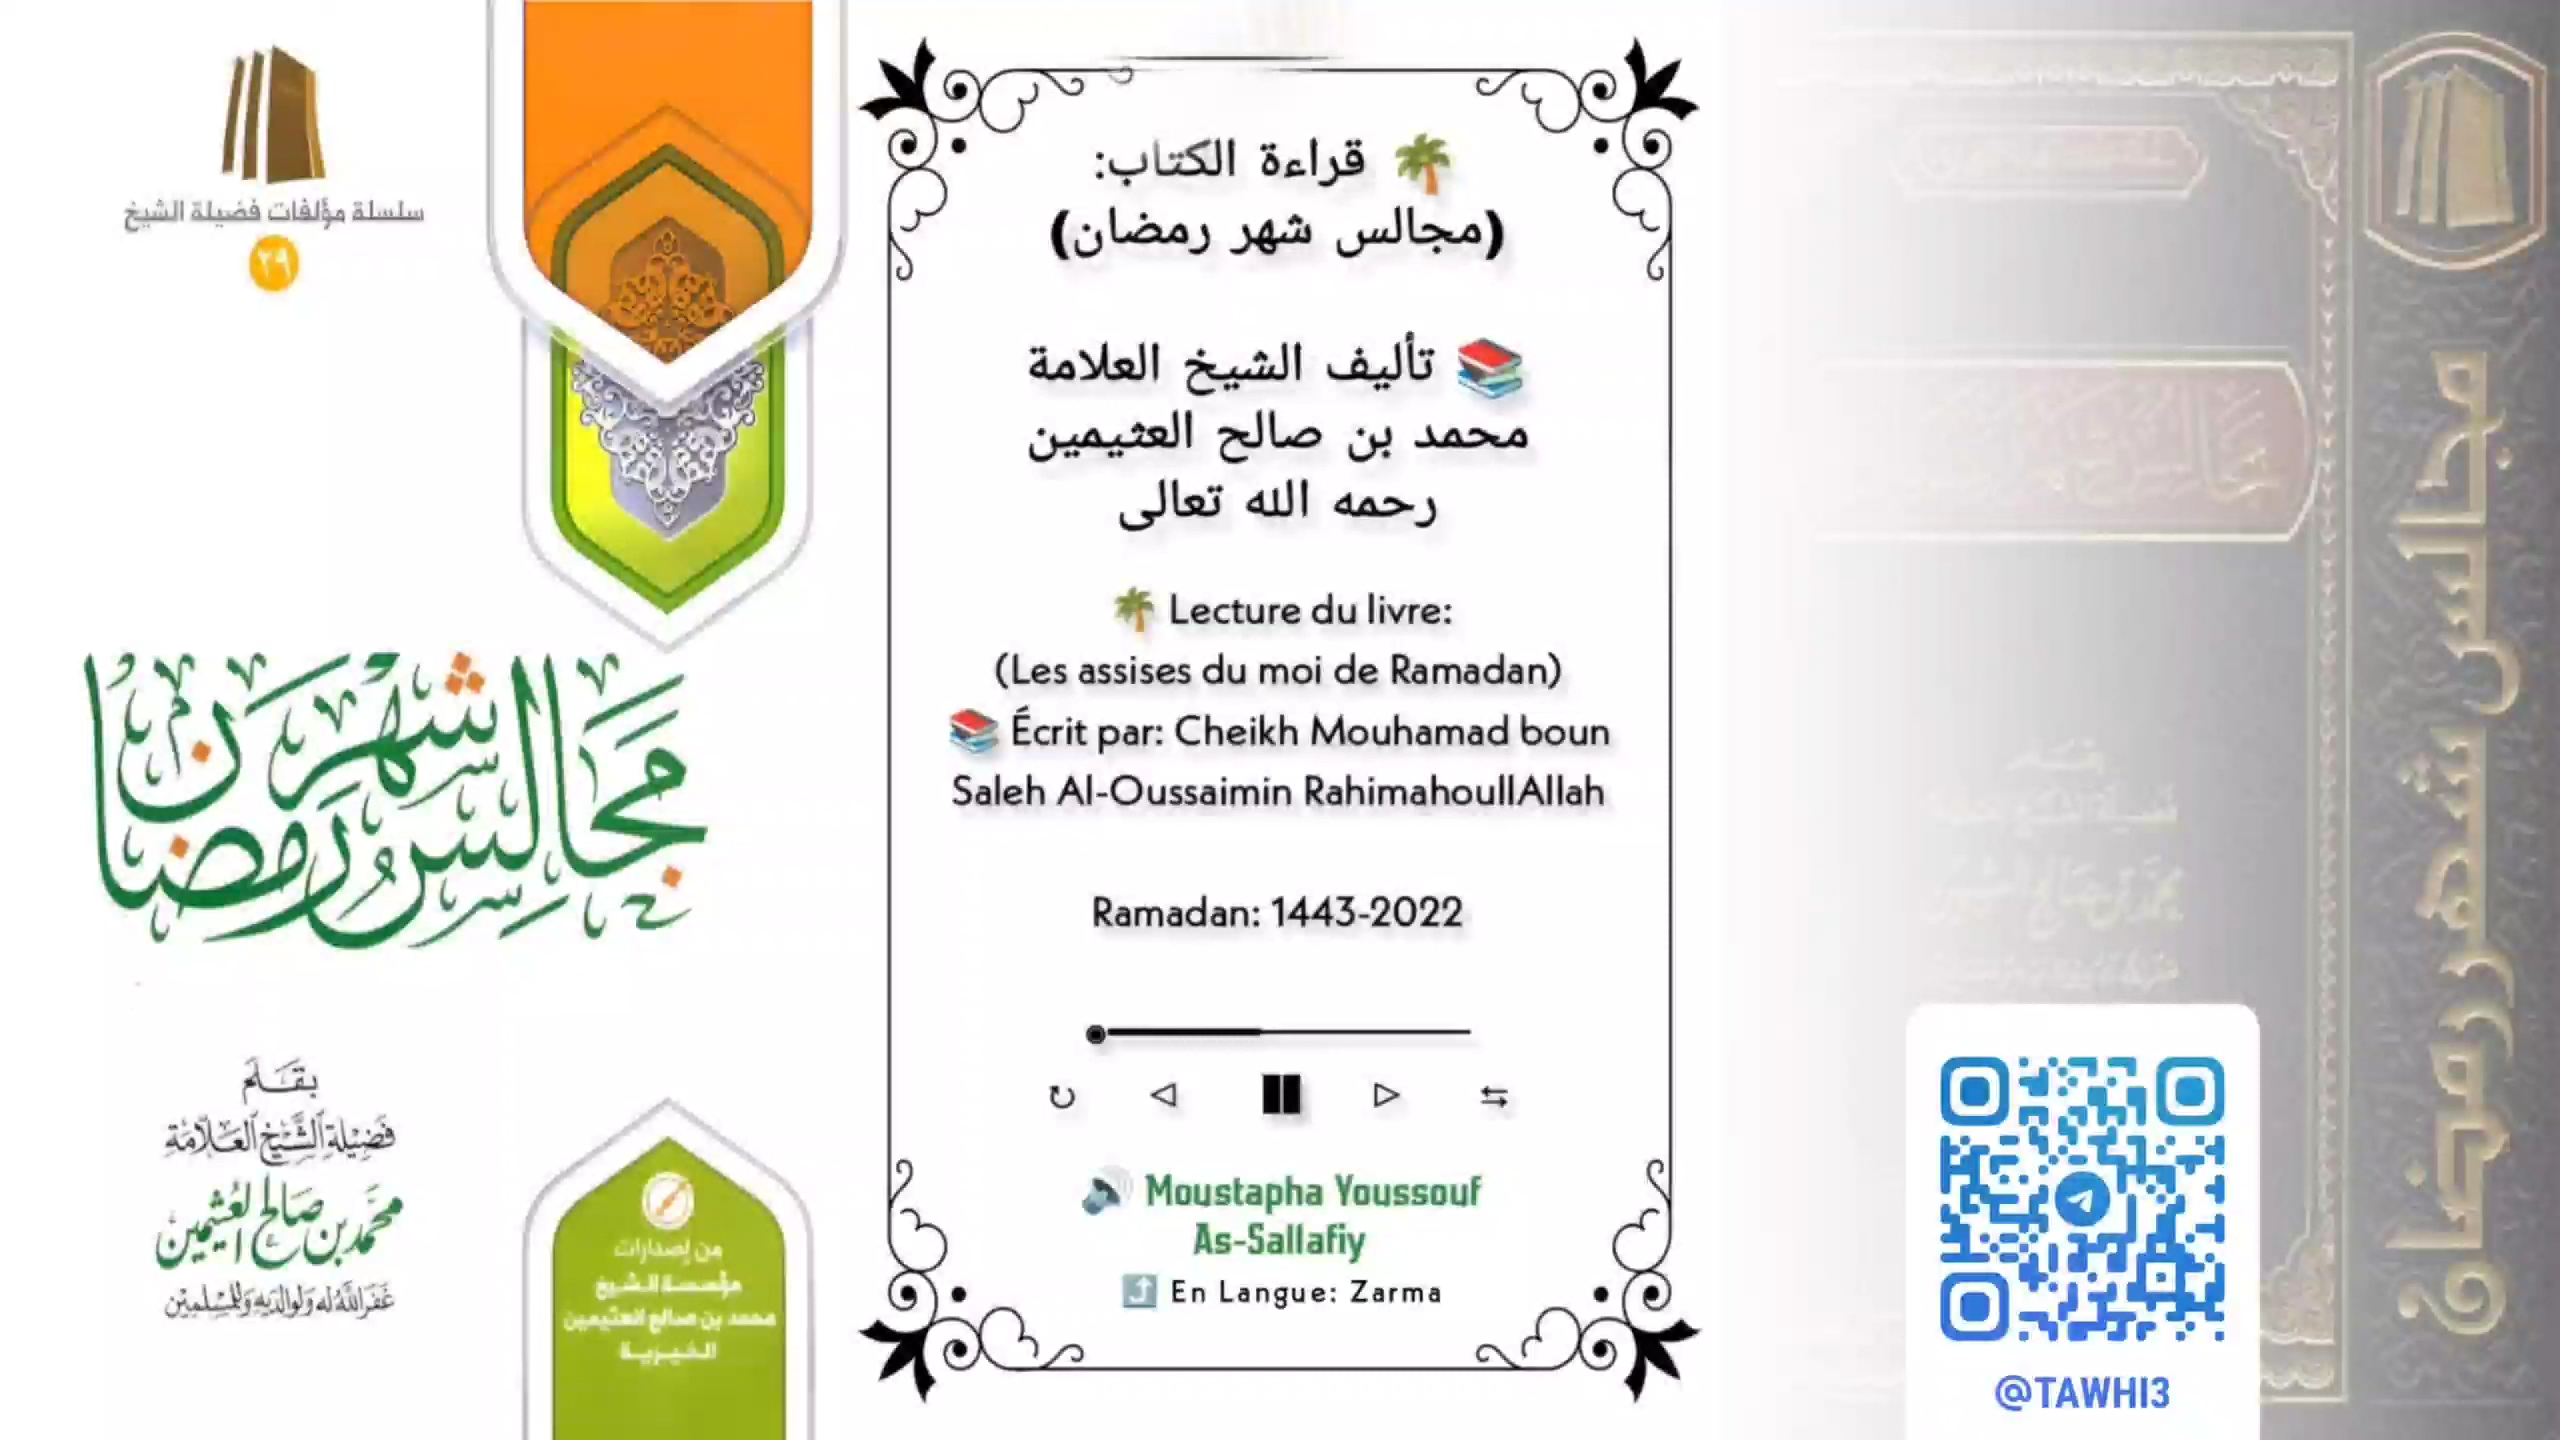 سلسلة مؤلفات فضيلة الشيخ
٢٩
مَجَالِسُ شَهْرِ رَمَضَان
بقلم
فضيلة الشيخ العلامة
محمد بن صالح العثيمين
غفر الله له ولوالديه وللمسلمين
من إصدارات
مؤسسة الشيخ
محمد بن صالح العثيمين
الخيرية
🌴 قراءة الكتاب:
(مجالس شهر رمضان)
📚 تأليف الشيخ العلامة
محمد بن صالح العثيمين
رحمه الله تعالى
🌴 Lecture du livre:
(Les assises du moi de Ramadan)
📚 Écrit par: Cheikh Mouhamad boun
Saleh Al-Oussaimin RahimahoullAllah
Ramadan: 1443-2022
🔊 Moustapha Youssouf
As-Sallafiy
⤴️ En Langue: Zarma
مجالس شهر رمضان
@TAWHI3